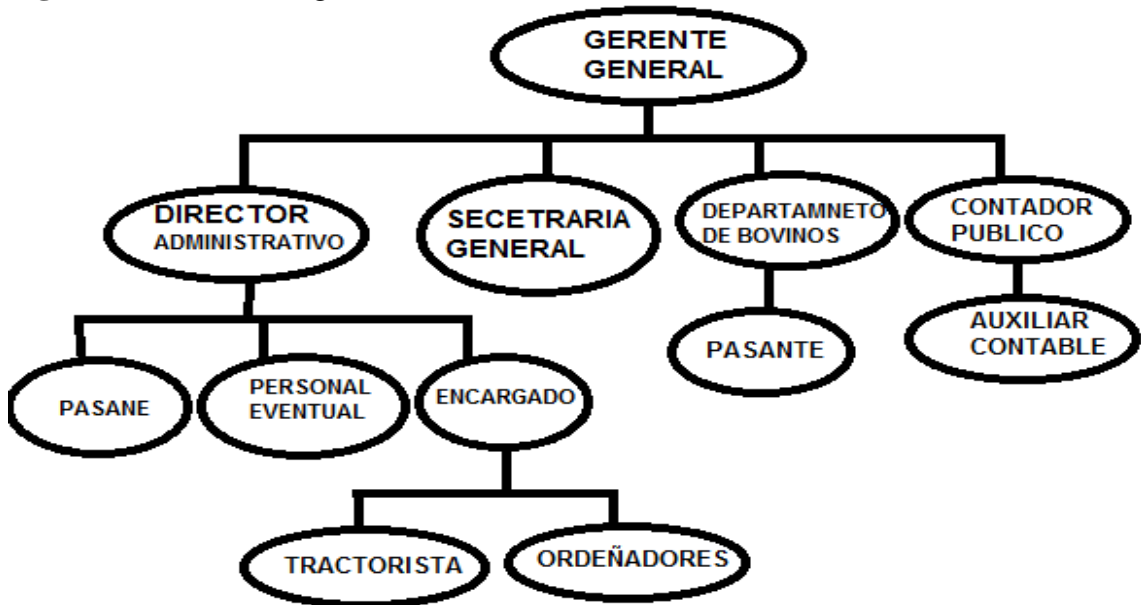 GERENTE
GENERAL
DIRECTOR
ADMINISTRATIVO
SECETRARIA
GENERAL
DEPARTAMNETO
DE BOVINOS
CONTADOR
PUBLICO
PASANE
PERSONAL
EVENTUAL
ENCARGADO
PASANTE
AUXILIAR
CONTABLE
TRACTORISTA
ORDEÑADORES